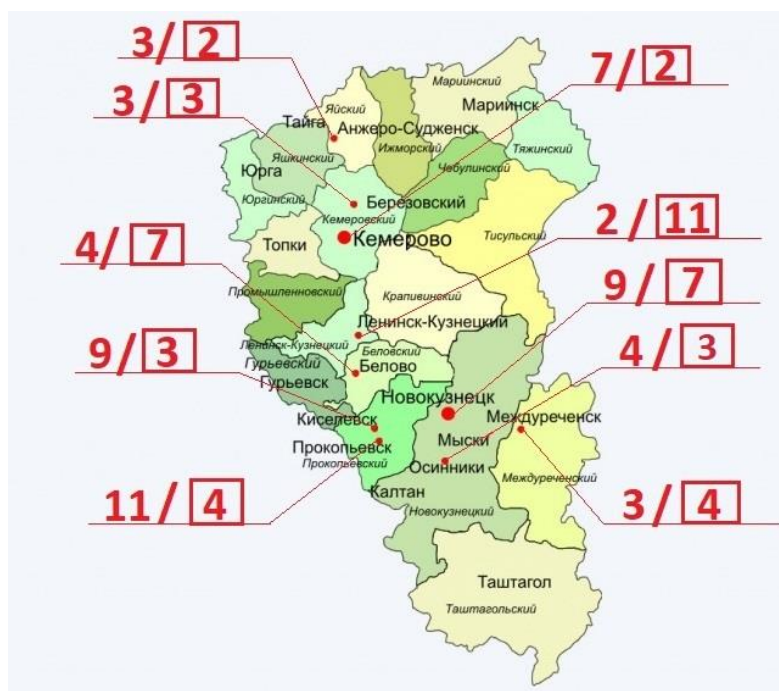 3/ 2
7/ 2
3/ 3
Мариинский
Мариинск
Яйский
Тайга
Анжеро-Судженск
Ижморский
Тяжинский
Яшкинский
Чебулинский
Юрга
Юргинский
Берёзовский
Кемеровский
2 / 11
Топки
Кемерово
Тисульский
4/ 7
9/ 7
Промышленновский
Крапивинский
Ленинск-Кузнецкий
4 / 3
Ленинск-Кузнецкий
Беловский
9/ 3
Гурьевский
Белово
Гурьевск
Новокузнецк
Киселевск
Междуреченск
Прокопьевск
Мыски
Прокопьевский
Осинники
Междуреченский
11/ 4
Калтан
3 / 4
Новокузнецкий
Таштагол
Таштагольский